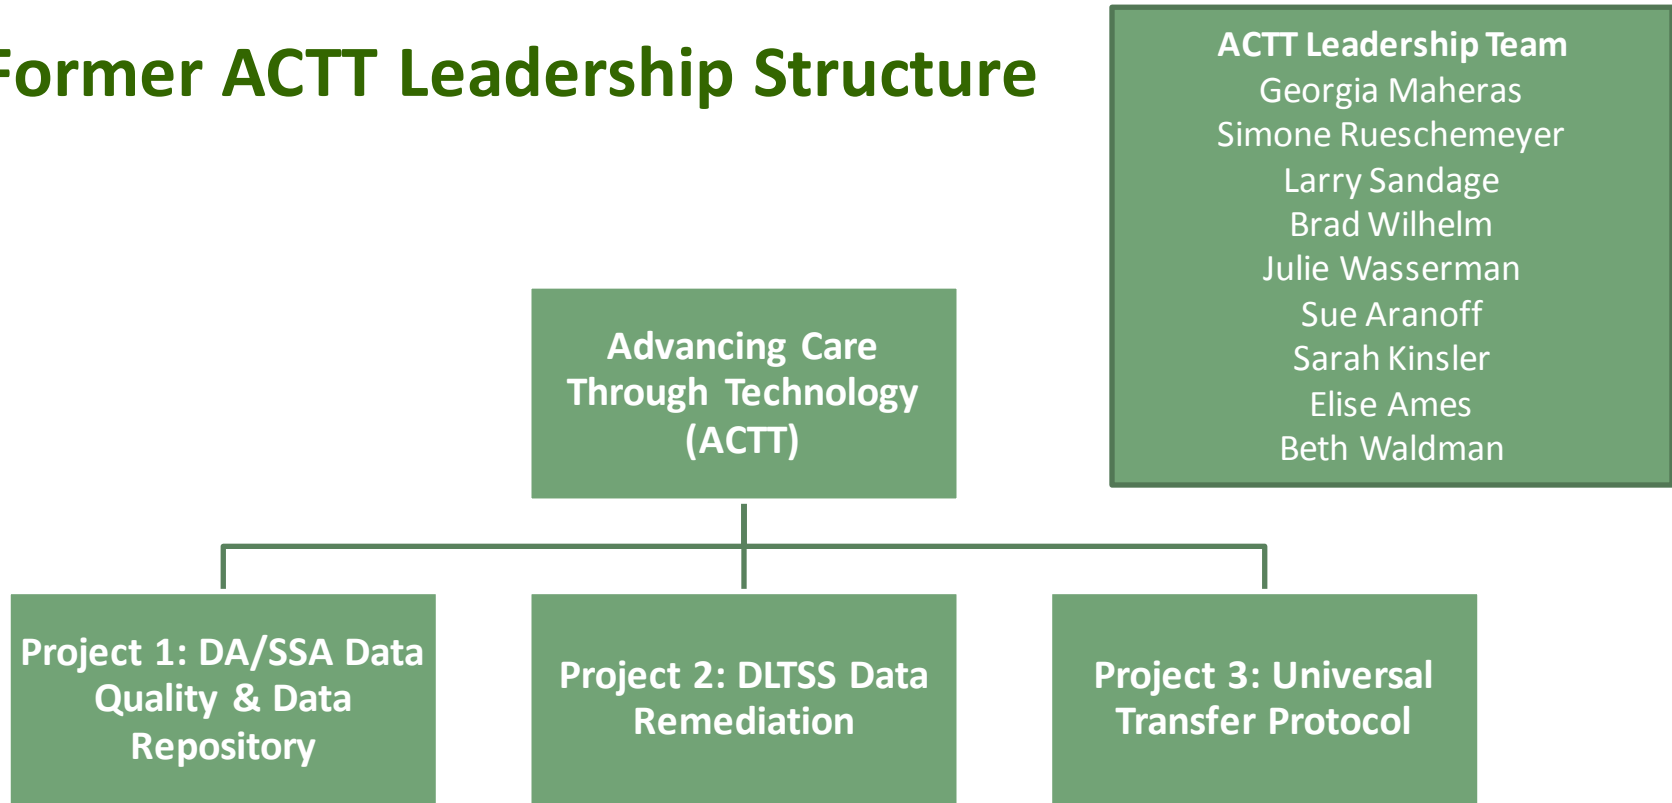 Former ACTT Leadership Structure
ACTT Leadership Team
Georgia Maheras
Simone Rueschemeyer
Larry Sandage
Brad Wilhelm
Julie Wasserman
Sue Aranoff
Sarah Kinsler
Elise Ames
Beth Waldman
Advancing Care
Through Technology
(ACTT)
Project 1: DA/SSA Data
Quality & Data
Repository
Project 2: DLTSS Data
Remediation
Project 3: Universal
Transfer Protocol